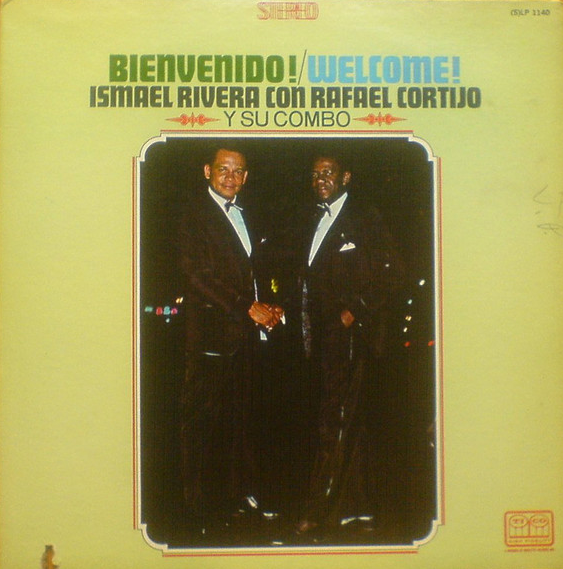 STEREO
(S)LP 1140
BIENVENIDO!/WELCOME!
ISMAEL RIVERA CON RAFAEL CORTIJO
Y SU COMBO
TICO